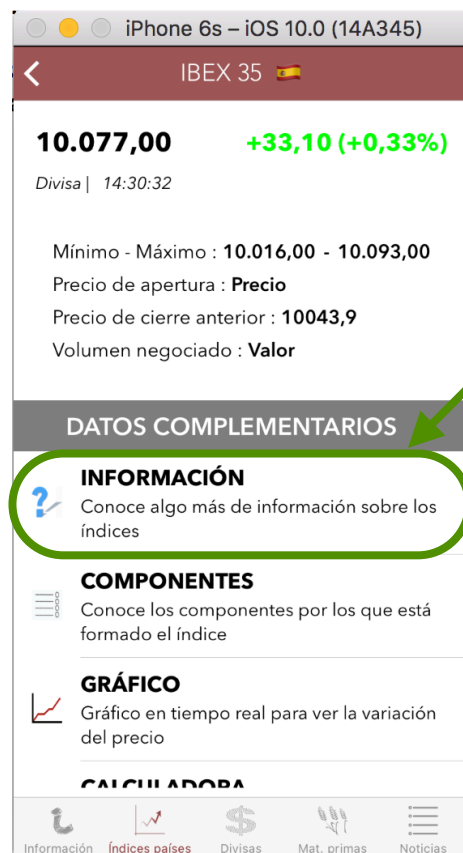 iPhone 6s – iOS 10.0 (14A345)
IBEX 35
10.077,00 +33,10 (+0,33%)
Divisa | 14:30:32
Mínimo - Máximo : 10.016,00 - 10.093,00
Precio de apertura : Precio
Precio de cierre anterior : 10043,9
Volumen negociado : Valor
DATOS COMPLEMENTARIOS
INFORMACIÓN
Conoce algo más de información sobre los
índices
COMPONENTES
Conoce los componentes por los que está
formado el índice
GRÁFICO
Gráfico en tiempo real para ver la variación
del precio
CALCULADORA
Información Índices países Divisas Mat. primas Noticias